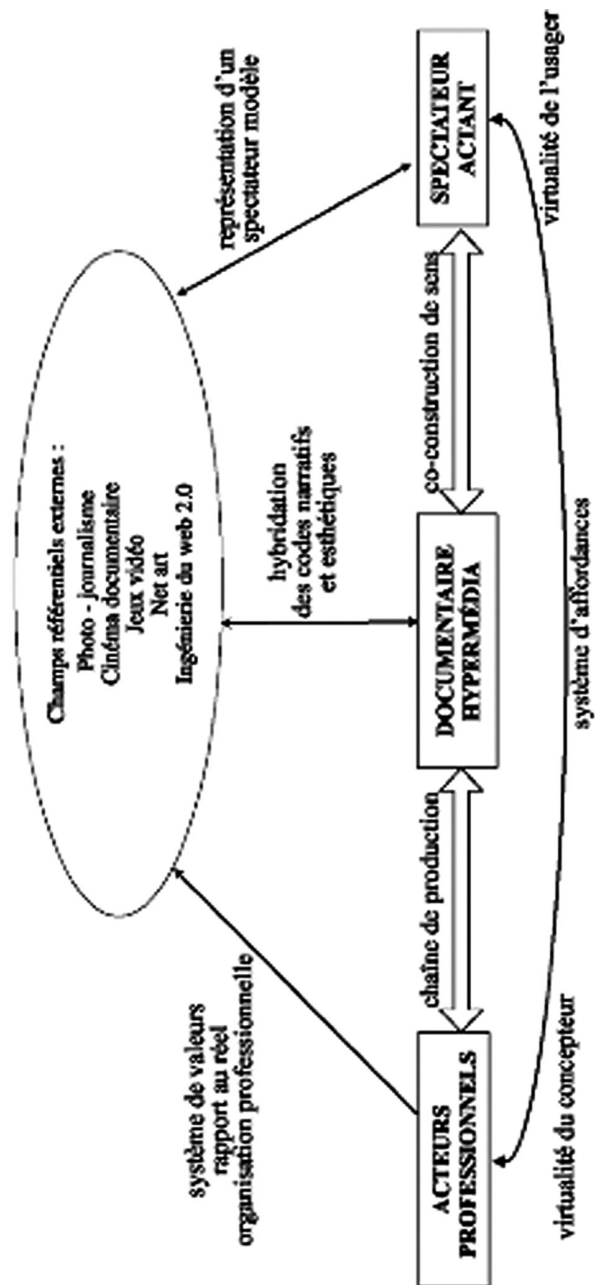 Champs référentiels externes :
Photo - journalisme
Cinéma documentaire
Jeux vidéo
Net art
Ingénierie du web 2.0
système de valeurs
rapport au réel
organisation professionnelle
hybridation
des codes narratifs
et esthétiques
représentation d'un
spectateur modèle
ACTEURS
PROFESSIONNELS
chaîne de production
DOCUMENTAIRE
HYPERMÉDIA
co-construction de sens
SPECTATEUR
ACTANT
virtualité du concepteur
système d'affordances
virtualité de l'usager